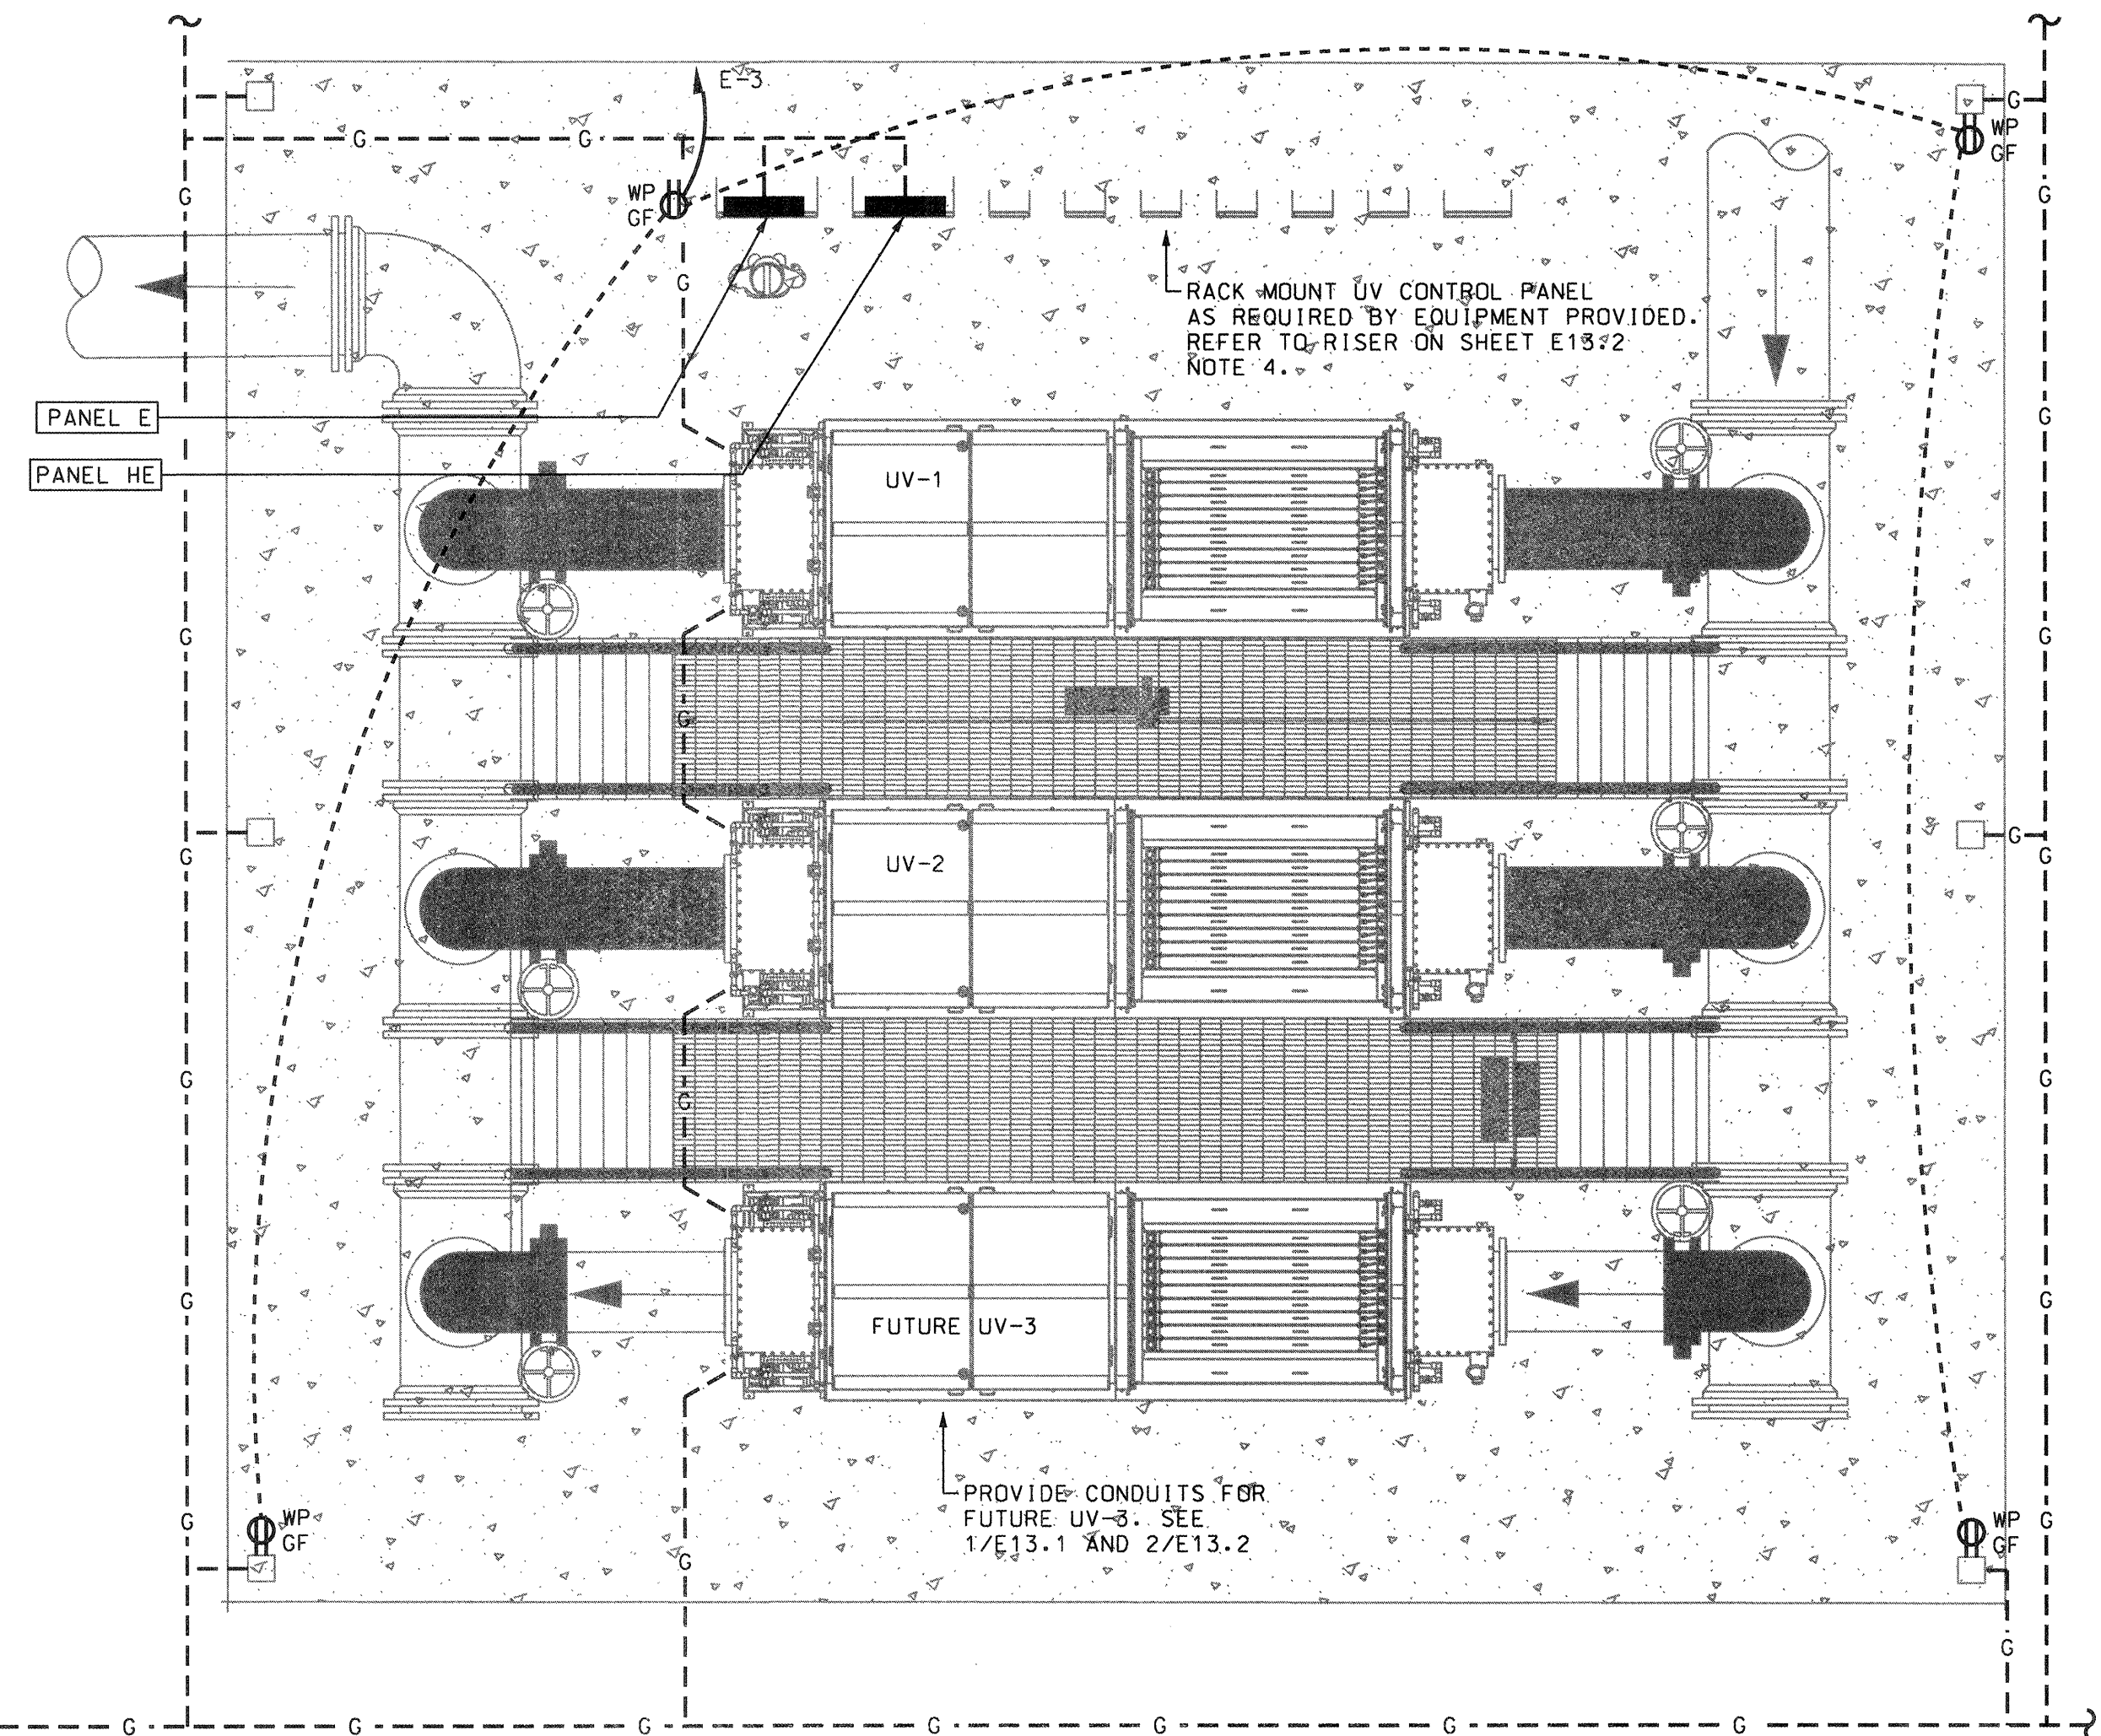 E-3
G
WP
GF
G
G
G
G
WP
GF
G
RACK MOUNT UV CONTROL PANEL
AS REQUIRED BY EQUIPMENT PROVIDED.
REFER TO RISER ON SHEET E13.2
NOTE 4.
PANEL E
G
PANEL HE
UV-1
G
G
G
G
G
G
UV-2
G
G
G
G
G
G
FUTURE UV-3
PROVIDE CONDUITS FOR
FUTURE UV-3. SEE
1/E13.1 AND 2/E13.2
WP
GF
G
WP
GF
G
G
G
G
G
G
G
G
G
G